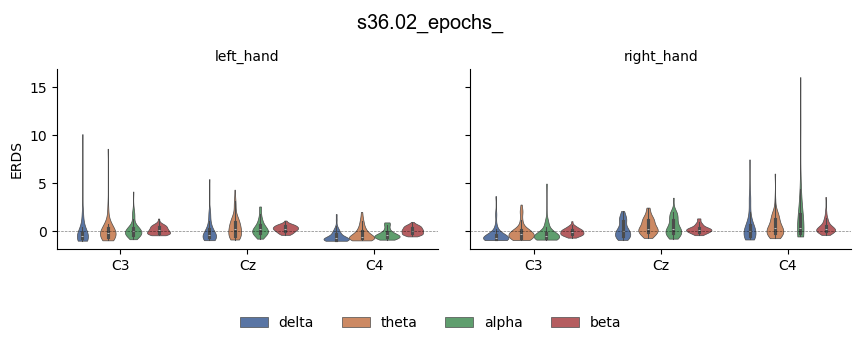 s36.02_epochs_
left_hand
right_hand
ERDS
15
10
5
0
C3
Cz
C4
C3
Cz
C4
delta
theta
alpha
beta